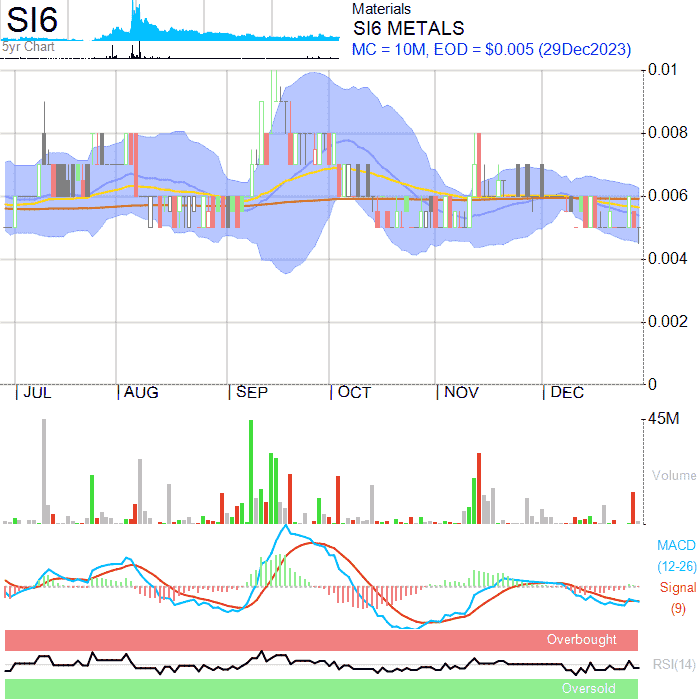 SI6
5yr Chart
Materials
SI6 METALS
MC = 10M, EOD = $0.005 (29Dec2023)
0.01
0.008
0.006
0.004
0.002
0
JUL AUG SEP OCT NOV DEC
45M
Volume
MACD
(12-26)
Signal
(9)
Overbought
RSI(14)
Oversold